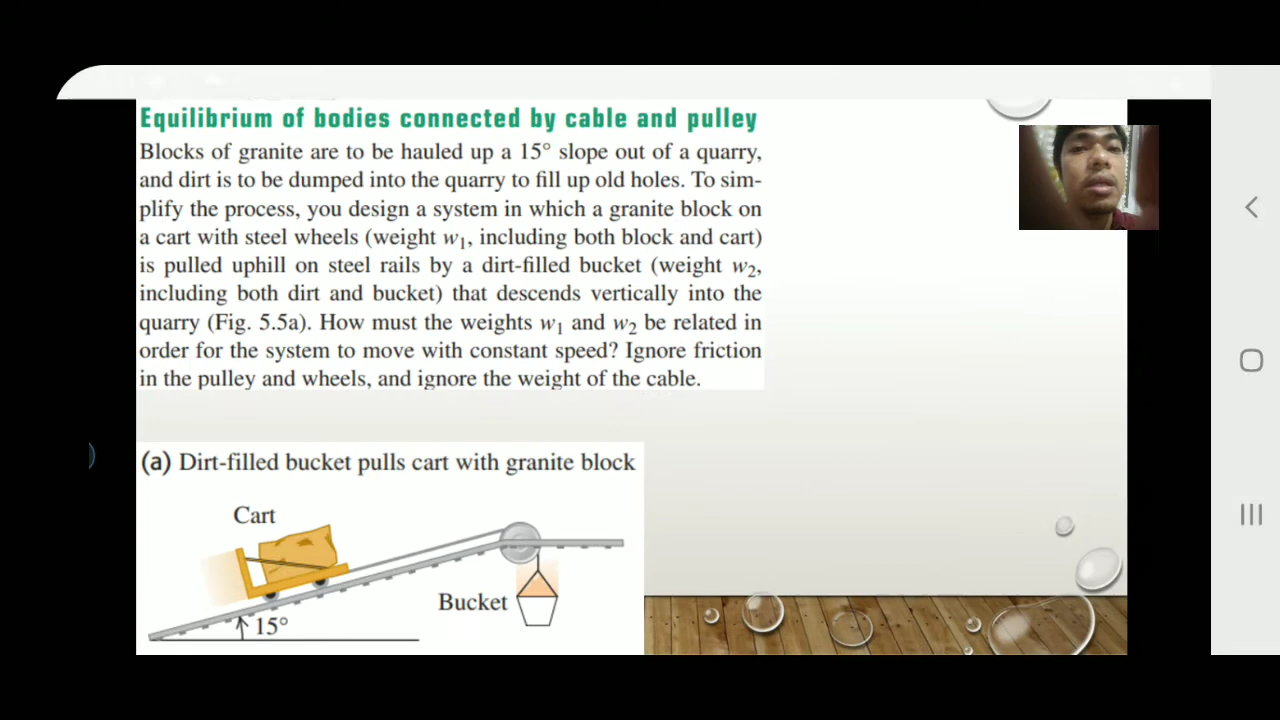 Equilibrium of bodies connected by cable and pulley
Blocks of granite are to be hauled up a 15° slope out of a quarry,
and dirt is to be dumped into the quarry to fill up old holes. To sim-
plify the process, you design a system in which a granite block on
a cart with steel wheels (weight w₁, including both block and cart)
is pulled uphill on steel rails by a dirt-filled bucket (weight w₂,
including both dirt and bucket) that descends vertically into the
quarry (Fig. 5.5a). How must the weights w₁ and w₂ be related in
order for the system to move with constant speed? Ignore friction
in the pulley and wheels, and ignore the weight of the cable.
(a) Dirt-filled bucket pulls cart with granite block
Cart
Bucket
15°